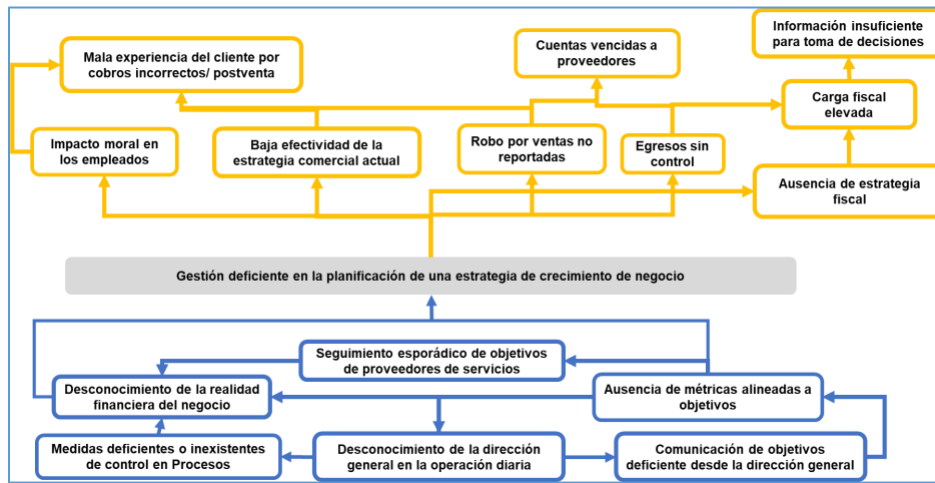 Información insuficiente
para toma de decisiones
Cuentas vencidas a
proveedores
Mala experiencia del cliente por
cobros incorrectos/ postventa
Carga fiscal
elevada
Impacto moral en
los empleados
Baja efectividad de la
estrategia comercial actual
Robo por ventas no
reportadas
Egresos sin
control
Ausencia de estrategia
fiscal
Gestión deficiente en la planificación de una estrategia de crecimiento de negocio
Seguimiento esporádico de objetivos
de proveedores de servicios
Desconocimiento de la realidad
financiera del negocio
Ausencia de métricas alineadas a
objetivos
Medidas deficientes o inexistentes
de control en Procesos
Desconocimiento de la dirección
general en la operación diaria
Comunicación de objetivos
deficiente desde la dirección general